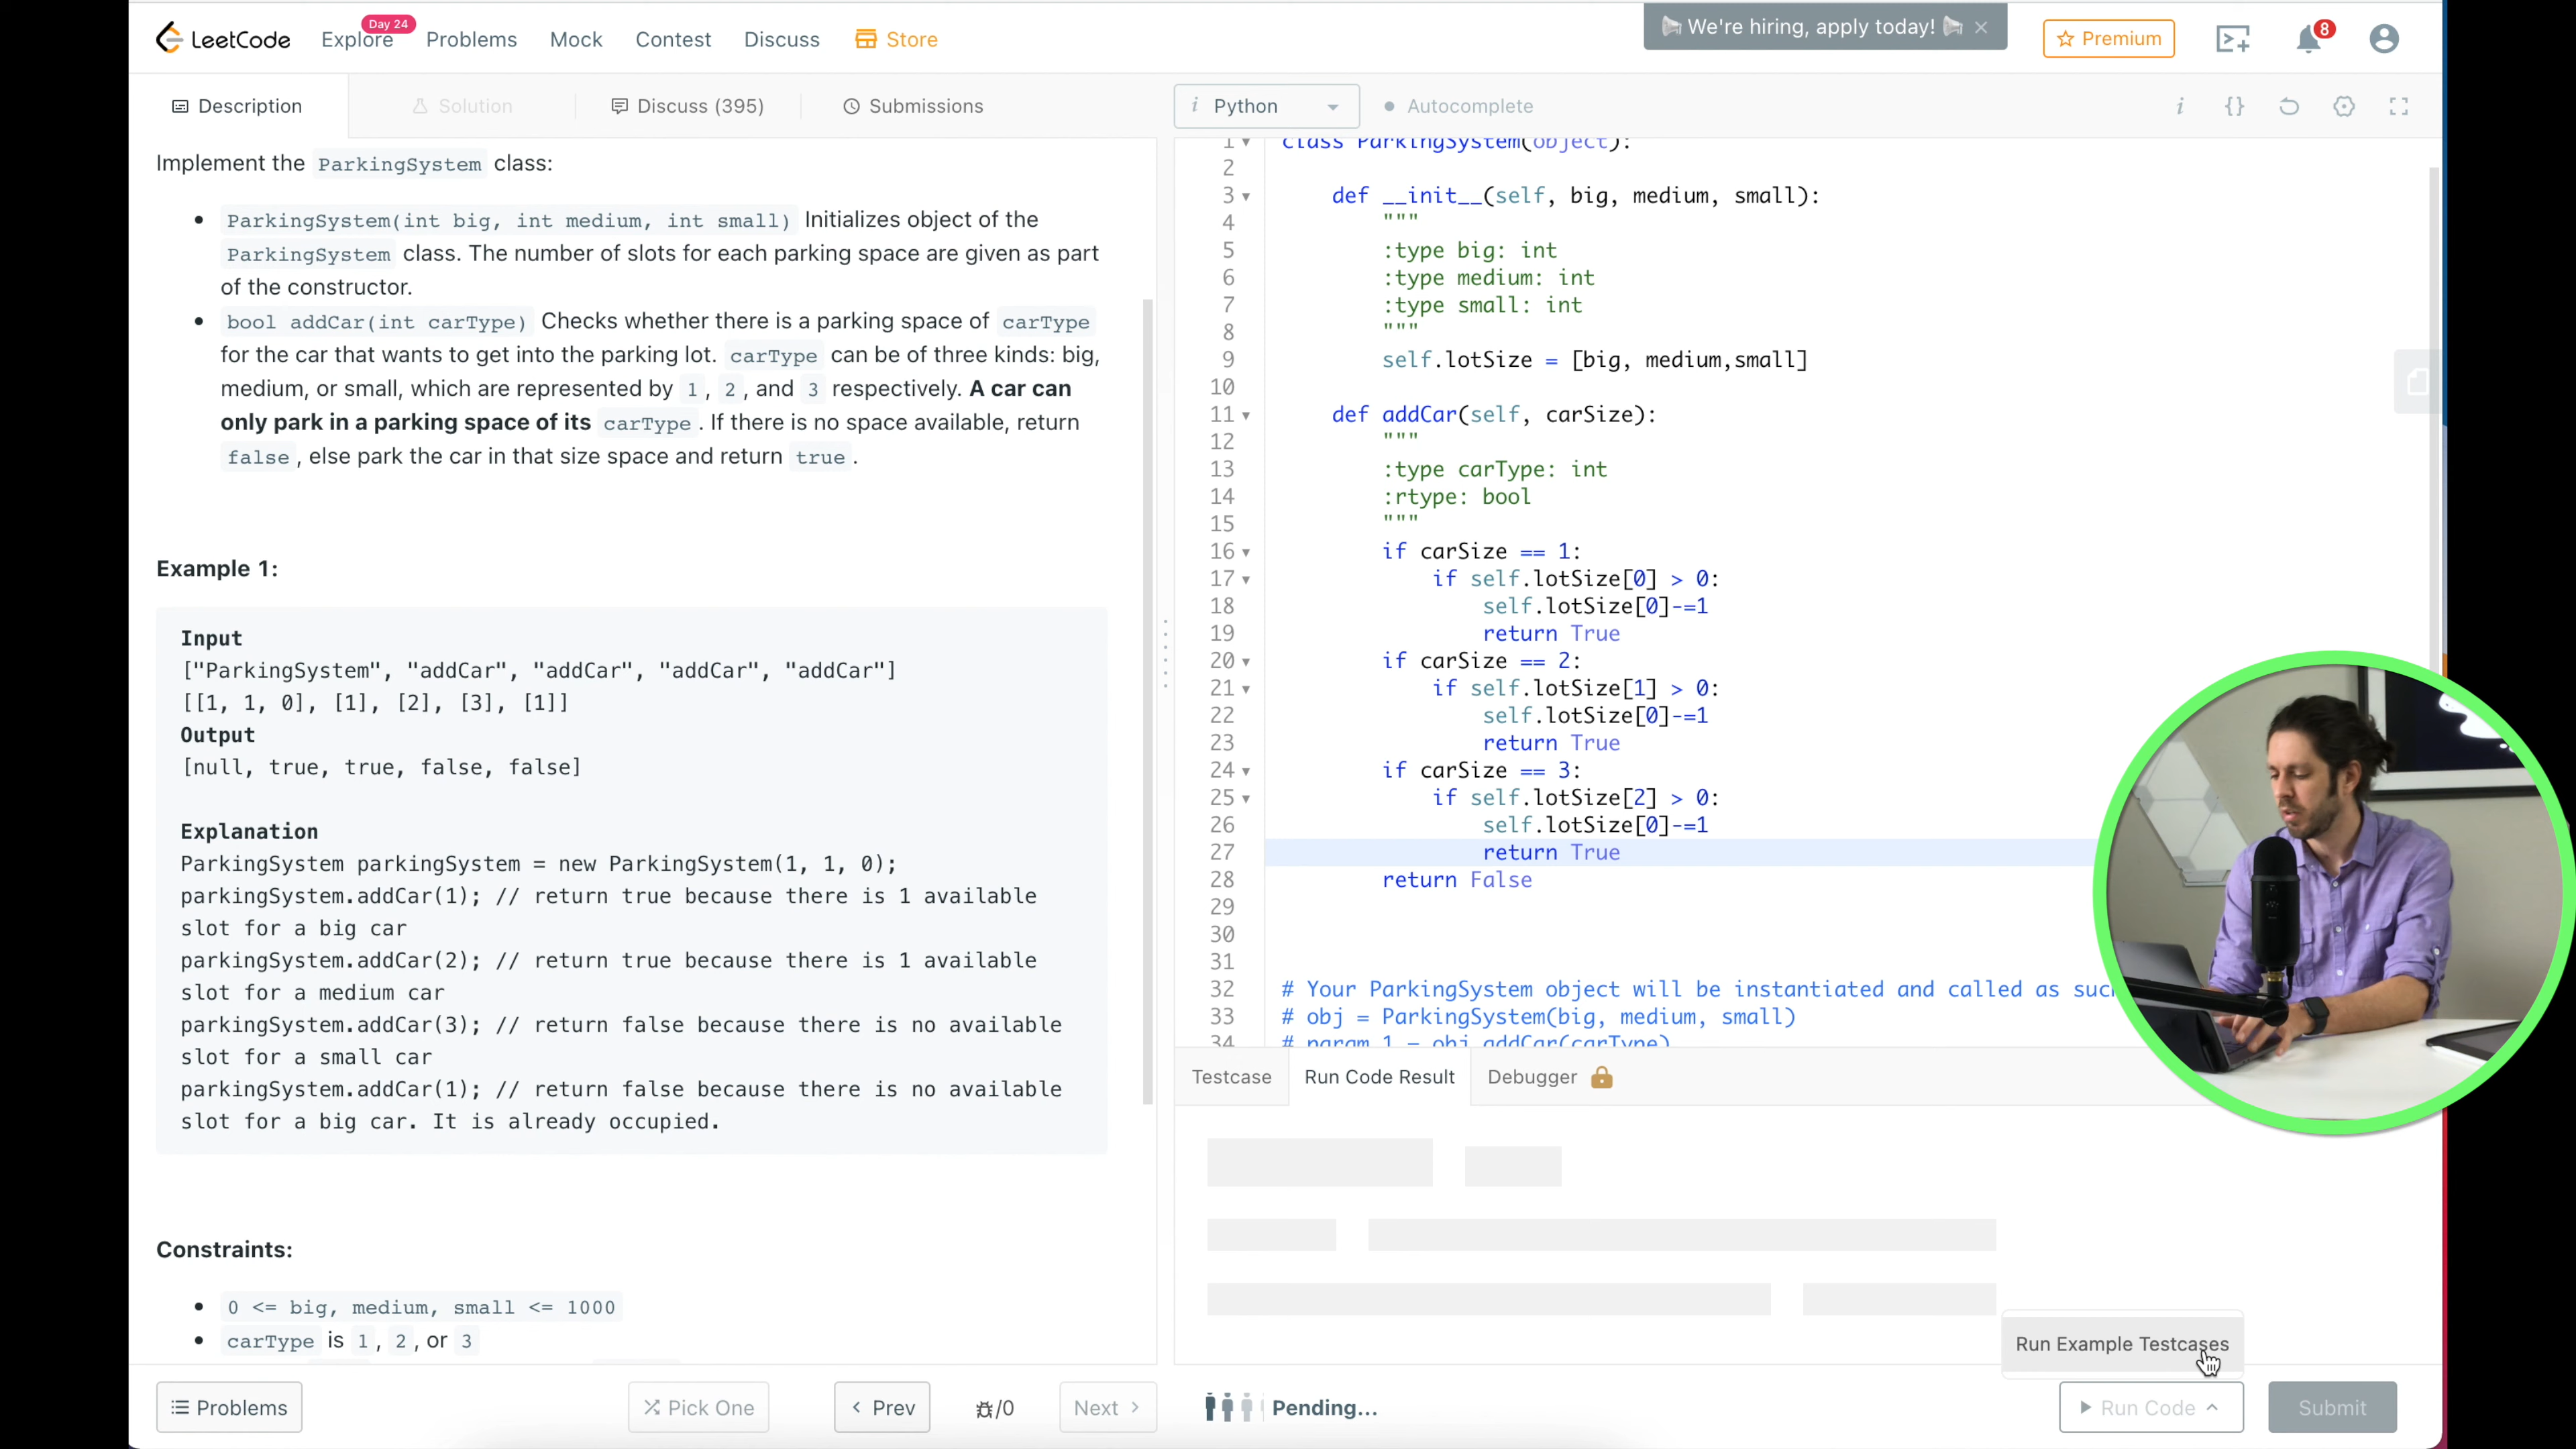 LeetCode
Explore
Day 24
Problems
Mock
Contest
Discuss
Store
We're hiring, apply today!
Premium
8
Description
Solution
Discuss (395)
Submissions
i Python
Autocomplete
Implement the ParkingSystem class:
ParkingSystem(int big, int medium, int small) Initializes object of the
ParkingSystem class. The number of slots for each parking space are given as part
of the constructor.
bool addCar(int carType) Checks whether there is a parking space of carType
for the car that wants to get into the parking lot. carType can be of three kinds: big,
medium, or small, which are represented by 1, 2, and 3 respectively. A car can
only park in a parking space of its carType. If there is no space available, return
false, else park the car in that size space and return true.
Example 1:
Input
["ParkingSystem", "addCar", "addCar", "addCar", "addCar"]
[[1, 1, 0], [1], [2], [3], [1]]
Output
[null, true, true, false, false]
Explanation
ParkingSystem parkingSystem = new ParkingSystem(1, 1, 0);
parkingSystem.addCar(1); // return true because there is 1 available
slot for a big car
parkingSystem.addCar(2); // return true because there is 1 available
slot for a medium car
parkingSystem.addCar(3); // return false because there is no available
slot for a small car
parkingSystem.addCar(1); // return false because there is no available
slot for a big car. It is already occupied.
Constraints:
0 <= big, medium, small <= 1000
carType is 1, 2, or 3
1 class ParkingSystem(object):
2
3 def __init__(self, big, medium, small):
4 """
5 :type big: int
6 :type medium: int
7 :type small: int
8 """
9 self.lotSize = [big, medium,small]
10
11 def addCar(self, carSize):
12 """
13 :type carType: int
14 :rtype: bool
15 """
16 if carSize == 1:
17 if self.lotSize[0] > 0:
18 self.lotSize[0]-=1
19 return True
20 if carSize == 2:
21 if self.lotSize[1] > 0:
22 self.lotSize[0]-=1
23 return True
24 if carSize == 3:
25 if self.lotSize[2] > 0:
26 self.lotSize[0]-=1
27 return True
28 return False
29
30
31
32 # Your ParkingSystem object will be instantiated and called as such
33 # obj = ParkingSystem(big, medium, small)
34 # param_1 = obj.addCar(carType)
Testcase
Run Code Result
Debugger
Run Example Testcases
Problems
Pick One
Prev
/0
Next
Pending...
Run Code
Submit